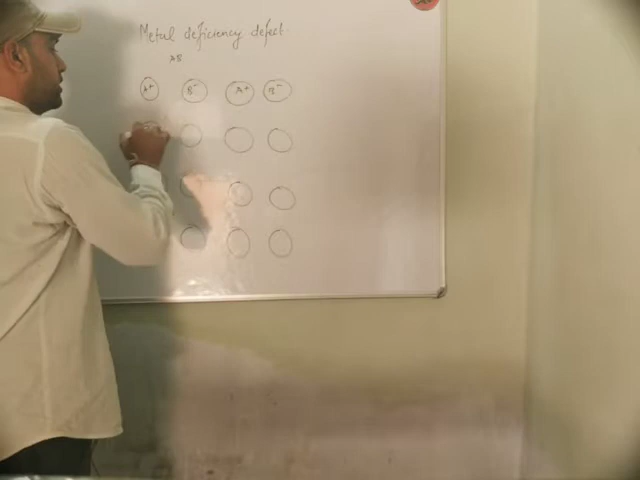 Metal deficiency defect
AB
A+ B- A+ B-